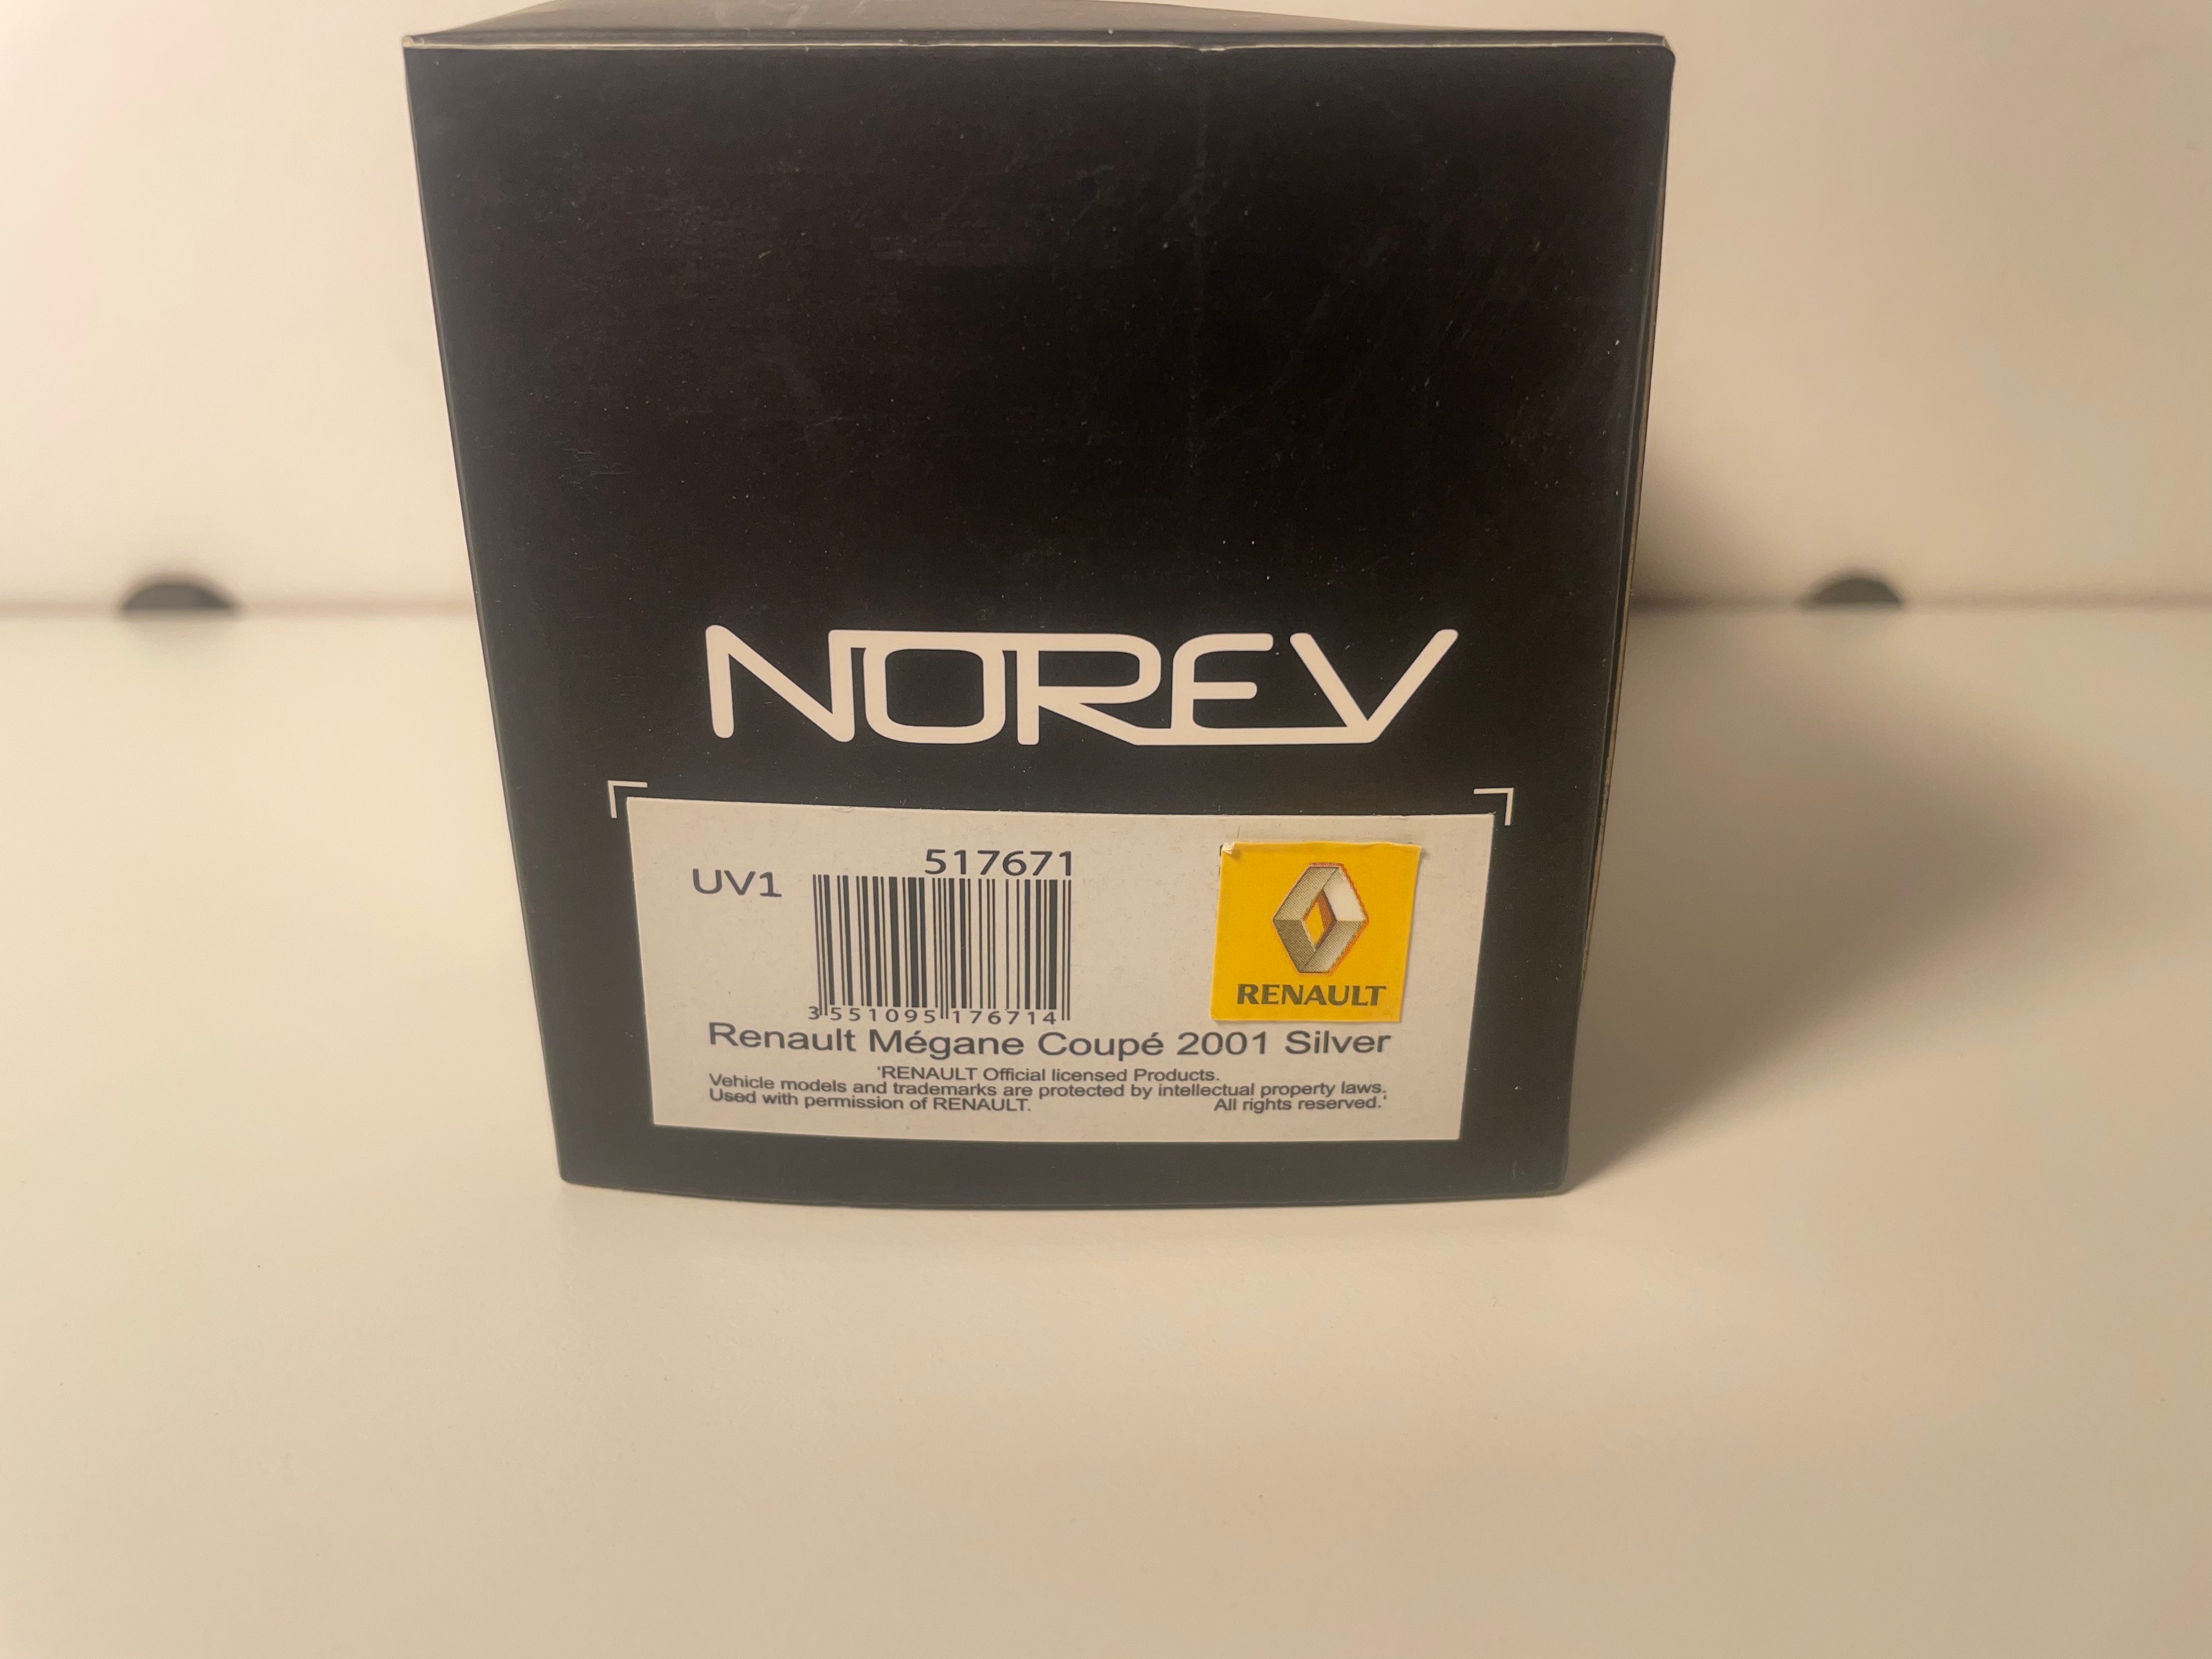 NOREV
517671
UV1
3 551095 176714
RENAULT
Renault Mégane Coupé 2001 Silver
'RENAULT Official licensed Products.
Vehicle models and trademarks are protected by intellectual property laws.
Used with permission of RENAULT. All rights reserved.'